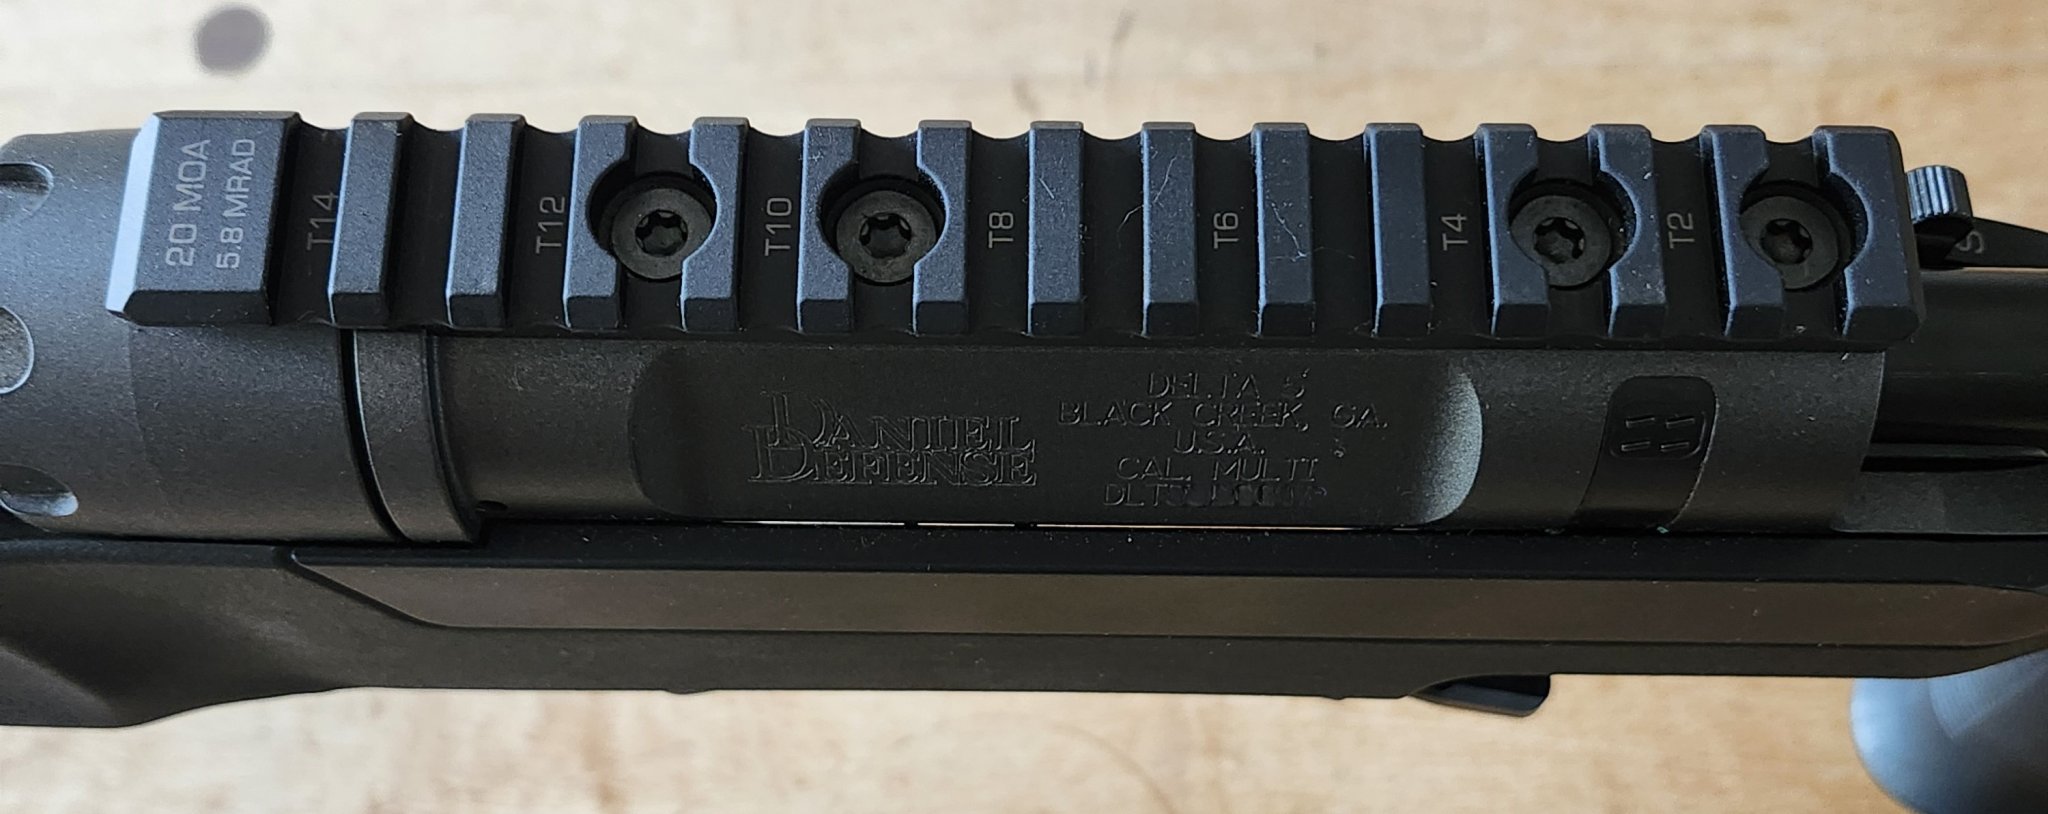 20 MOA
5.8 MRAD
T14
T12
T10
T8
T6
T4
T2
S
DANIEL
DEFENSE
DELTA 5
BLACK CREEK, GA.
U.S.A.
CAL. MULTI